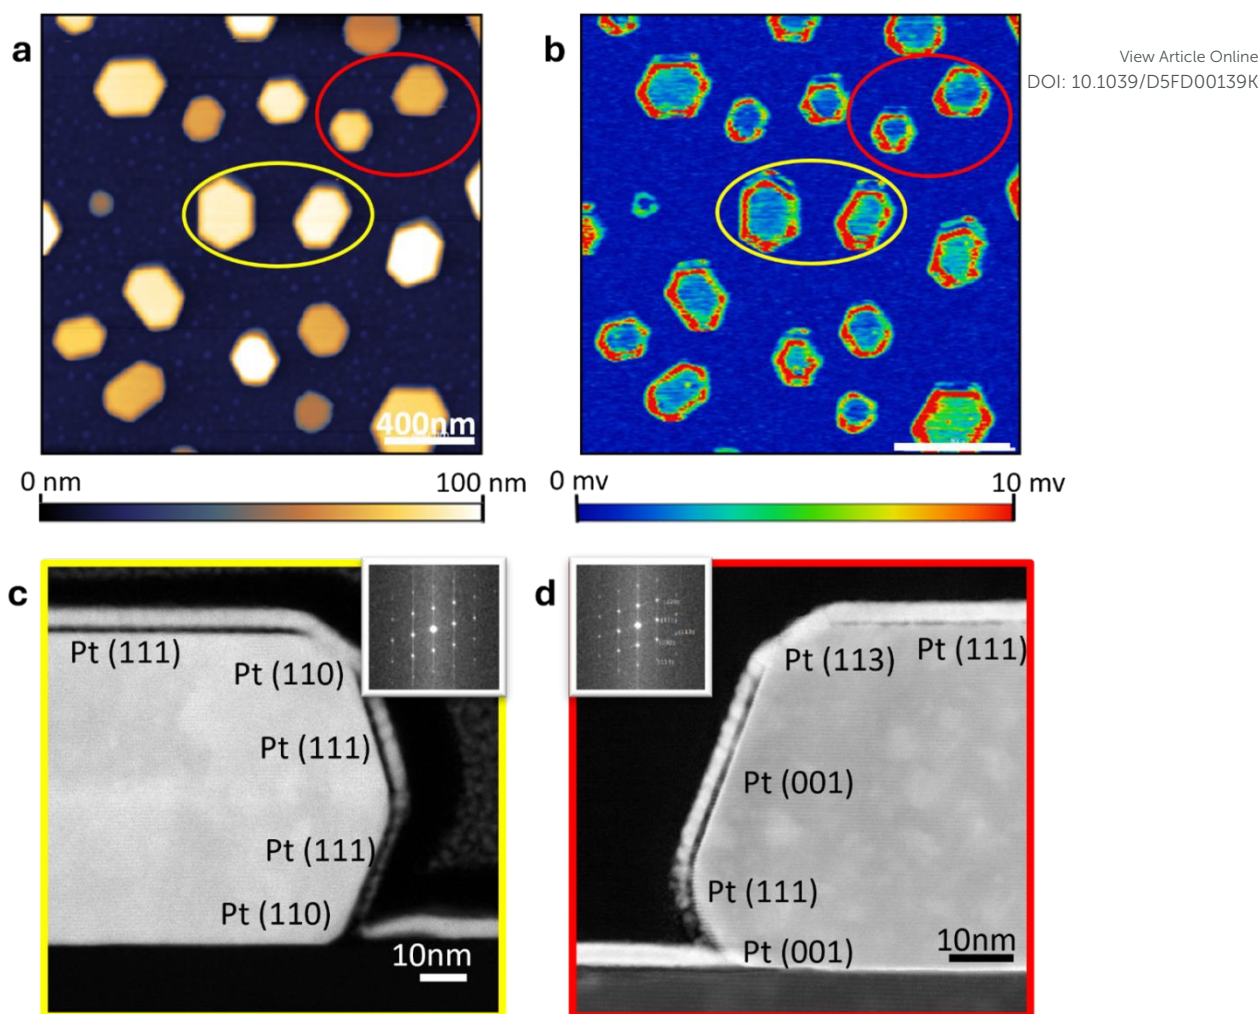 a
b
View Article Online
DOI: 10.1039/D5FD00139K
400nm
0 nm
100 nm
0 mv
10 mv
c
d
Pt (111)
Pt (110)
Pt (111)
Pt (111)
Pt (110)
10nm
Pt (113)
Pt (111)
Pt (001)
Pt (111)
Pt (001)
10nm